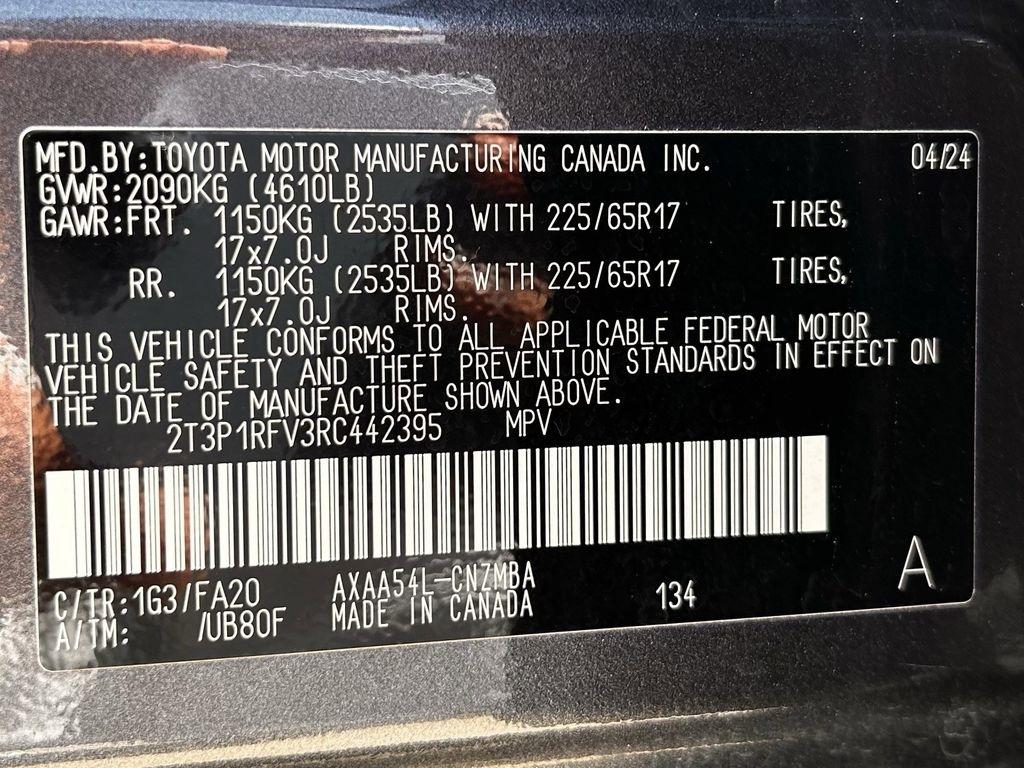 MFD.BY:TOYOTA MOTOR MANUFACTURING CANADA INC. 04/24
GVWR:2090KG (4610LB)
GAWR:FRT. 1150KG (2535LB) WITH 225/65R17 TIRES,
17x7.0J RIMS.
RR. 1150KG (2535LB) WITH 225/65R17 TIRES,
17x7.0J RIMS.
THIS VEHICLE CONFORMS TO ALL APPLICABLE FEDERAL MOTOR
VEHICLE SAFETY AND THEFT PREVENTION STANDARDS IN EFFECT ON
THE DATE OF MANUFACTURE SHOWN ABOVE.
2T3P1RFV3RC442395 MPV
C/TR:1G3/FA20 AXAA54L-CNZMBA 134 A
A/TM: /UB80F MADE IN CANADA